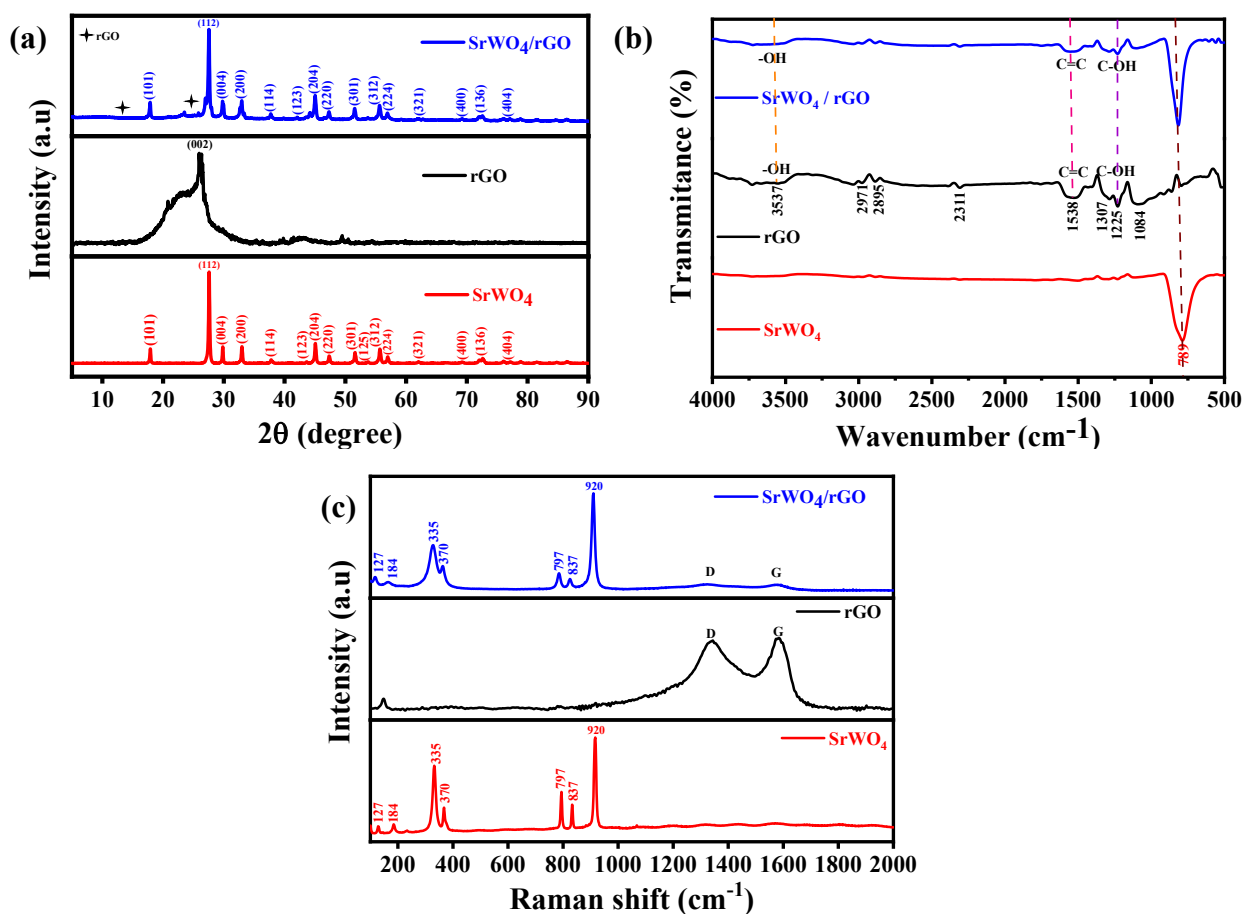 (a)
rGO
SrWO4/rGO
(101)
(112)
(004)
(200)
(114)
(123)
(204)
(220)
(301)
(312)
(224)
(321)
(400)
(136)
(404)
(002)
rGO
SrWO4
(101)
(112)
(004)
(200)
(114)
(123)
(204)
(220)
(301)
(125)
(312)
(224)
(321)
(400)
(136)
(404)
Intensity (a.u)
10 20 30 40 50 60 70 80 90
2θ (degree)
(b)
-OH
C=C
C-OH
SrWO4 / rGO
-OH
C=C
C-OH
3537
2971
2895
2311
1538
1307
1225
1084
rGO
SrWO4
789
Transmitance (%)
4000 3500 3000 2500 2000 1500 1000 500
Wavenumber (cm-1)
(c)
127
184
335
370
797
837
920
D
G
SrWO4/rGO
D
G
rGO
127
184
335
370
797
837
920
SrWO4
Intensity (a.u)
200 400 600 800 1000 1200 1400 1600 1800 2000
Raman shift (cm-1)